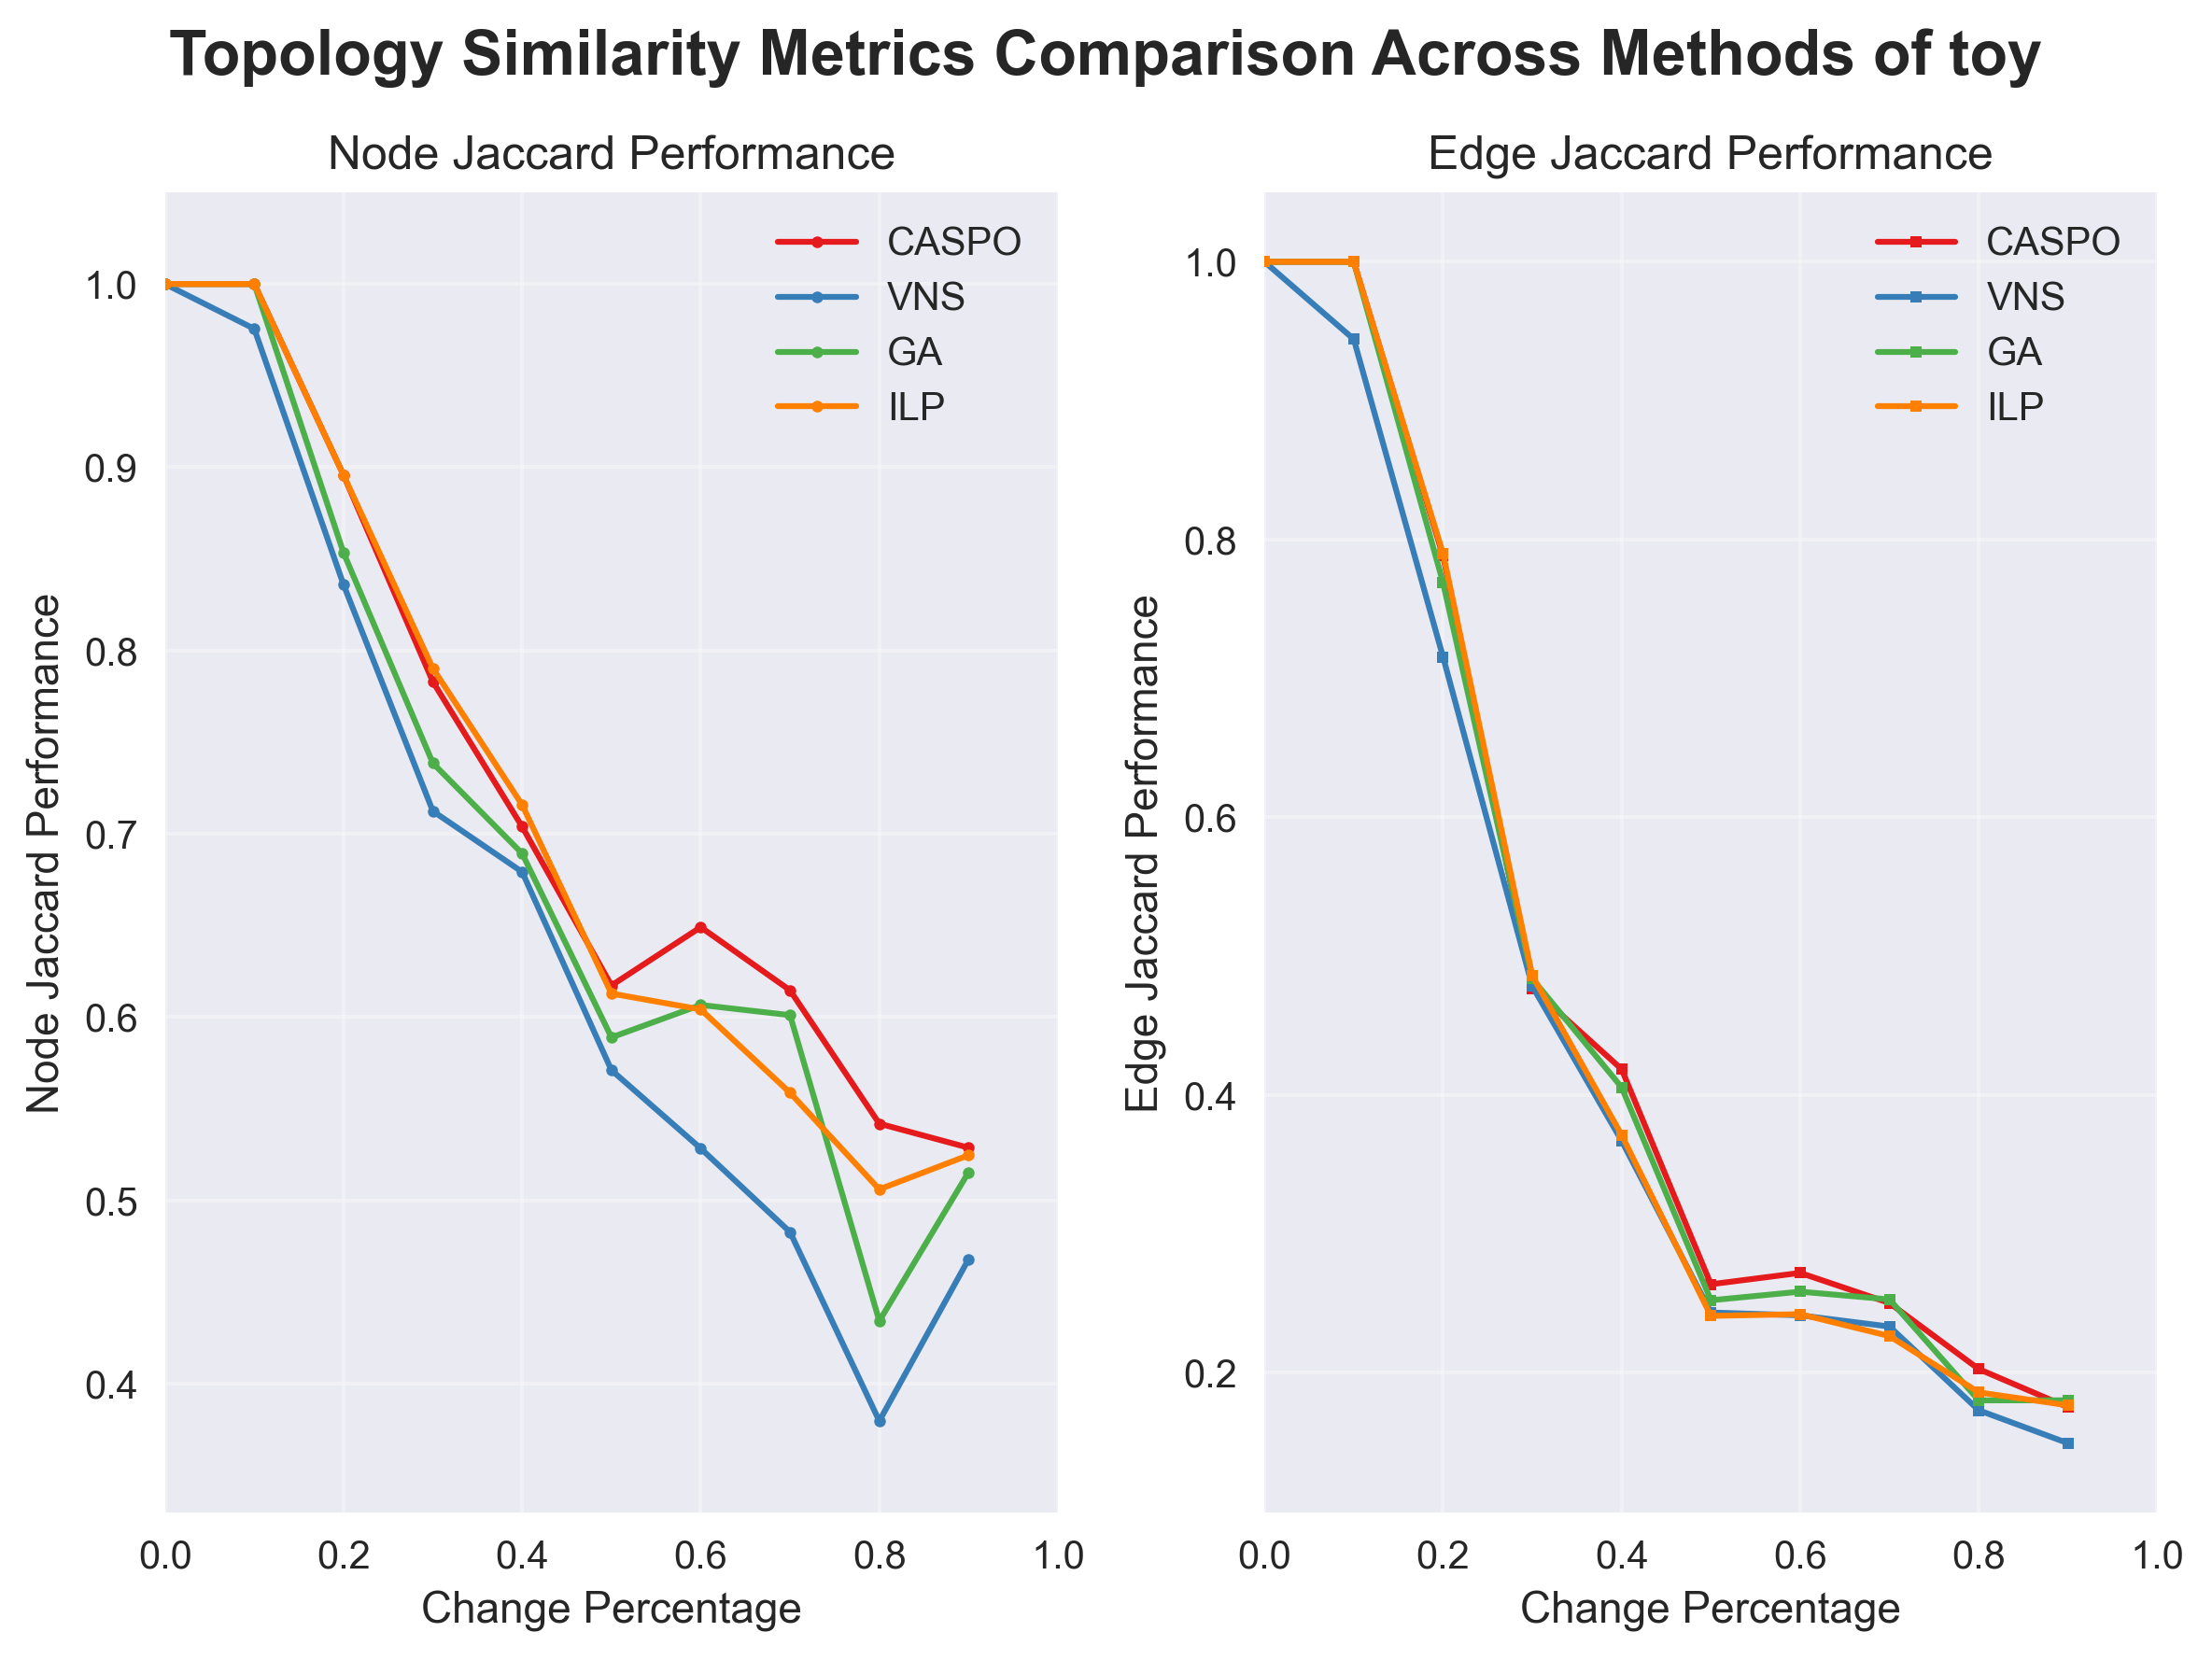 Topology Similarity Metrics Comparison Across Methods of toy
Node Jaccard Performance
Node Jaccard Performance
1.0
0.9
0.8
0.7
0.6
0.5
0.4
0.0 0.2 0.4 0.6 0.8 1.0
Change Percentage
CASPO
VNS
GA
ILP
Edge Jaccard Performance
Edge Jaccard Performance
1.0
0.8
0.6
0.4
0.2
0.0 0.2 0.4 0.6 0.8 1.0
Change Percentage
CASPO
VNS
GA
ILP